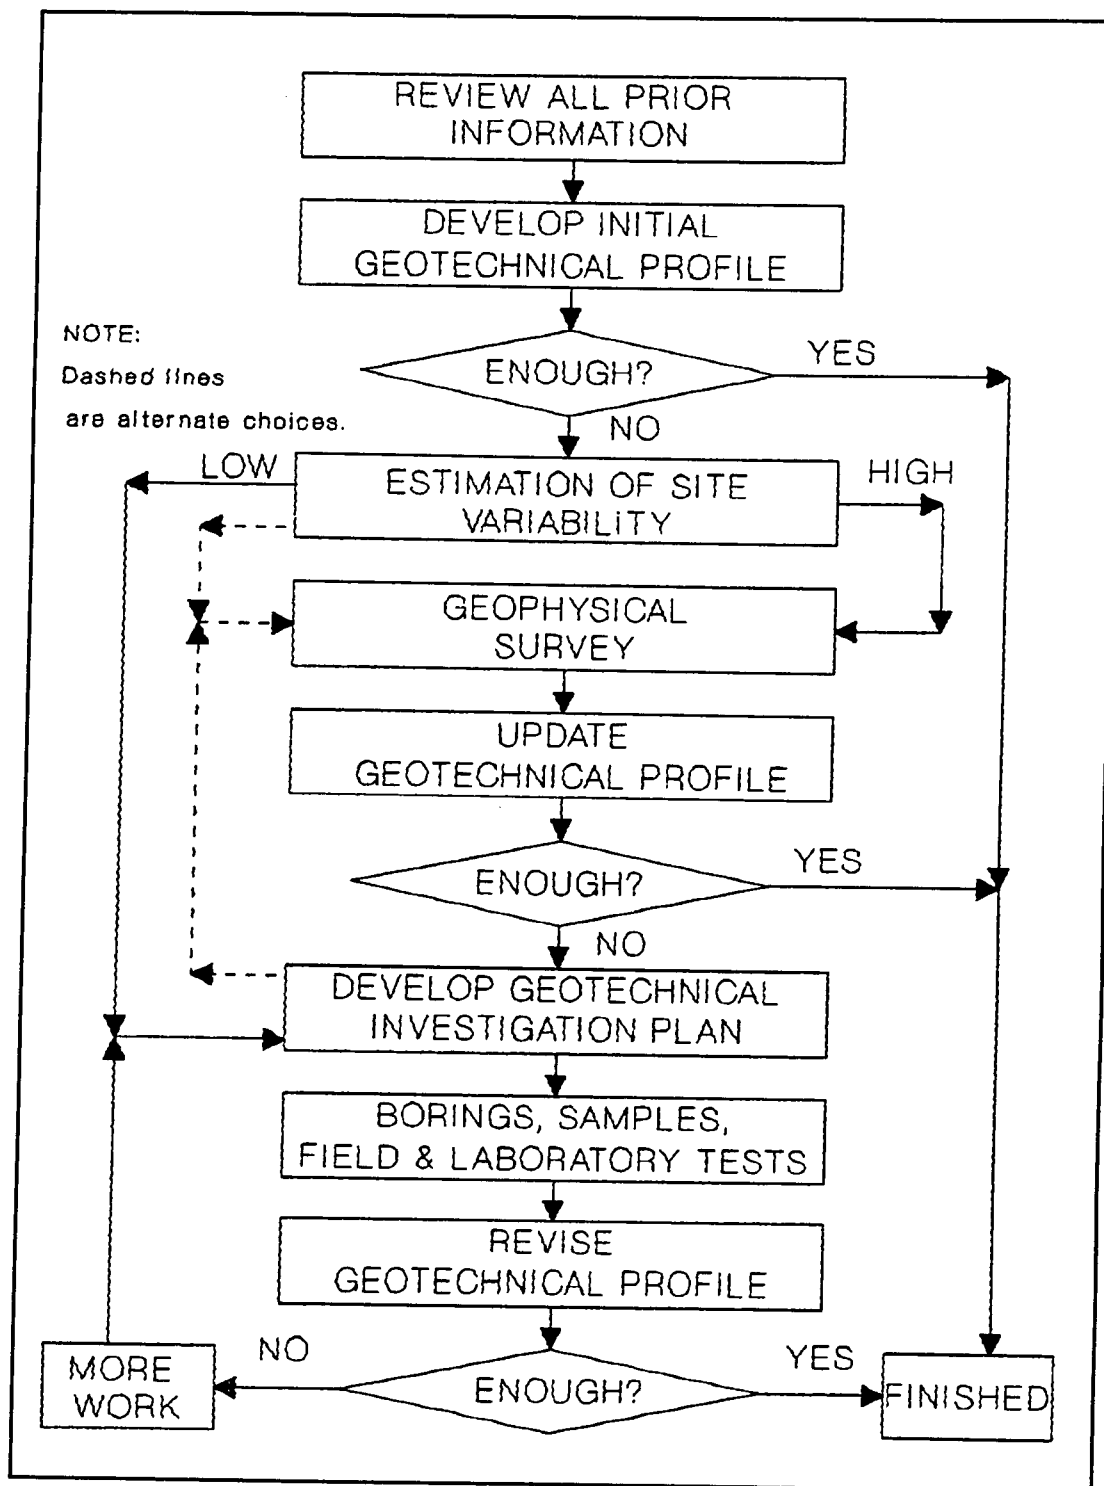 REVIEW ALL PRIOR
INFORMATION
DEVELOP INITIAL
GEOTECHNICAL PROFILE
NOTE:
Dashed lines
are alternate choices.
ENOUGH?
YES
NO
LOW
ESTIMATION OF SITE
VARIABILITY
HIGH
GEOPHYSICAL
SURVEY
UPDATE
GEOTECHNICAL PROFILE
ENOUGH?
YES
NO
DEVELOP GEOTECHNICAL
INVESTIGATION PLAN
BORINGS, SAMPLES,
FIELD & LABORATORY TESTS
REVISE
GEOTECHNICAL PROFILE
NO
ENOUGH?
YES
MORE
WORK
FINISHED